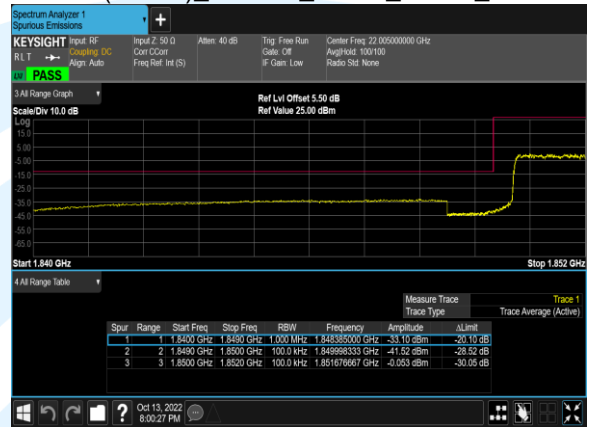 Spectrum Analyzer 1
Spurious Emissions
+
KEYSIGHT Input: RF Input Z: 50 Ω Atten: 40 dB Trig: Free Run Center Freq: 22.005000000 GHz
RLT Coupling: DC Corr CCorr Gate: Off Avg|Hold: 100/100
Align: Auto Freq Ref: Int (S) IF Gain: Low Radio Std: None
PASS
3 All Range Graph
Ref Lvl Offset 5.50 dB
Scale/Div 10.0 dB Ref Value 25.00 dBm
Log
15.0
5.00
-5.00
-15.0
-25.0
-35.0
-45.0
-55.0
-65.0
Start 1.840 GHz Stop 1.852 GHz
4 All Range Table
Measure Trace Trace 1
Trace Type Trace Average (Active)
Spur Range Start Freq Stop Freq RBW Frequency Amplitude ΔLimit
1 1 1.8400 GHz 1.8490 GHz 1.000 MHz 1.848385000 GHz -33.10 dBm -20.10 dB
2 2 1.8490 GHz 1.8500 GHz 100.0 kHz 1.849998333 GHz -41.52 dBm -28.52 dB
3 3 1.8500 GHz 1.8520 GHz 100.0 kHz 1.851676667 GHz -0.053 dBm -30.05 dB
?
Oct 13, 2022
8:00:27 PM